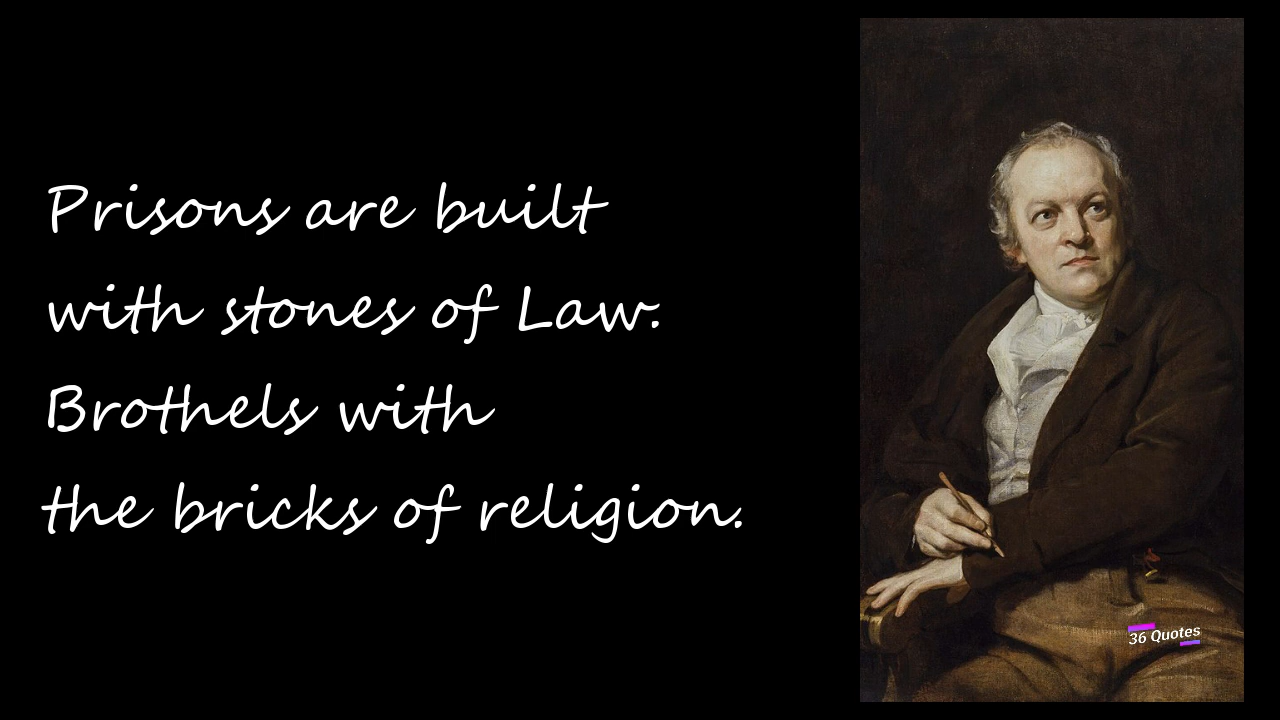 Prisons are built
with stones of Law.
Brothels with
the bricks of religion.
36 Quotes